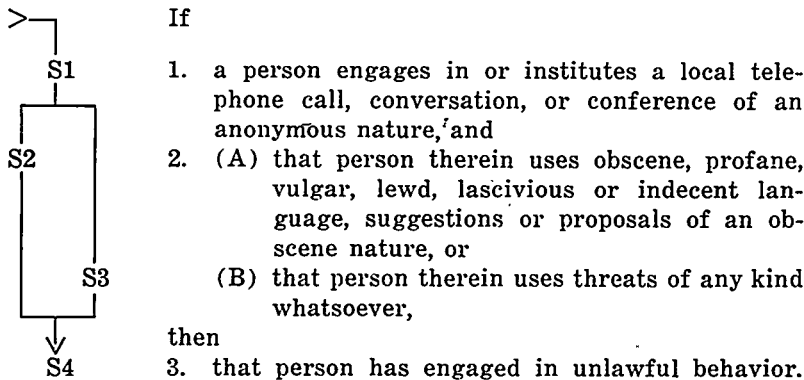 If
S1 1. a person engages in or institutes a local tele-
phone call, conversation, or conference of an
anonymous nature, and
S2 2. (A) that person therein uses obscene, profane,
vulgar, lewd, lascivious or indecent lan-
guage, suggestions or proposals of an ob-
scene nature, or
S3 (B) that person therein uses threats of any kind
whatsoever,
then
S4 3. that person has engaged in unlawful behavior.